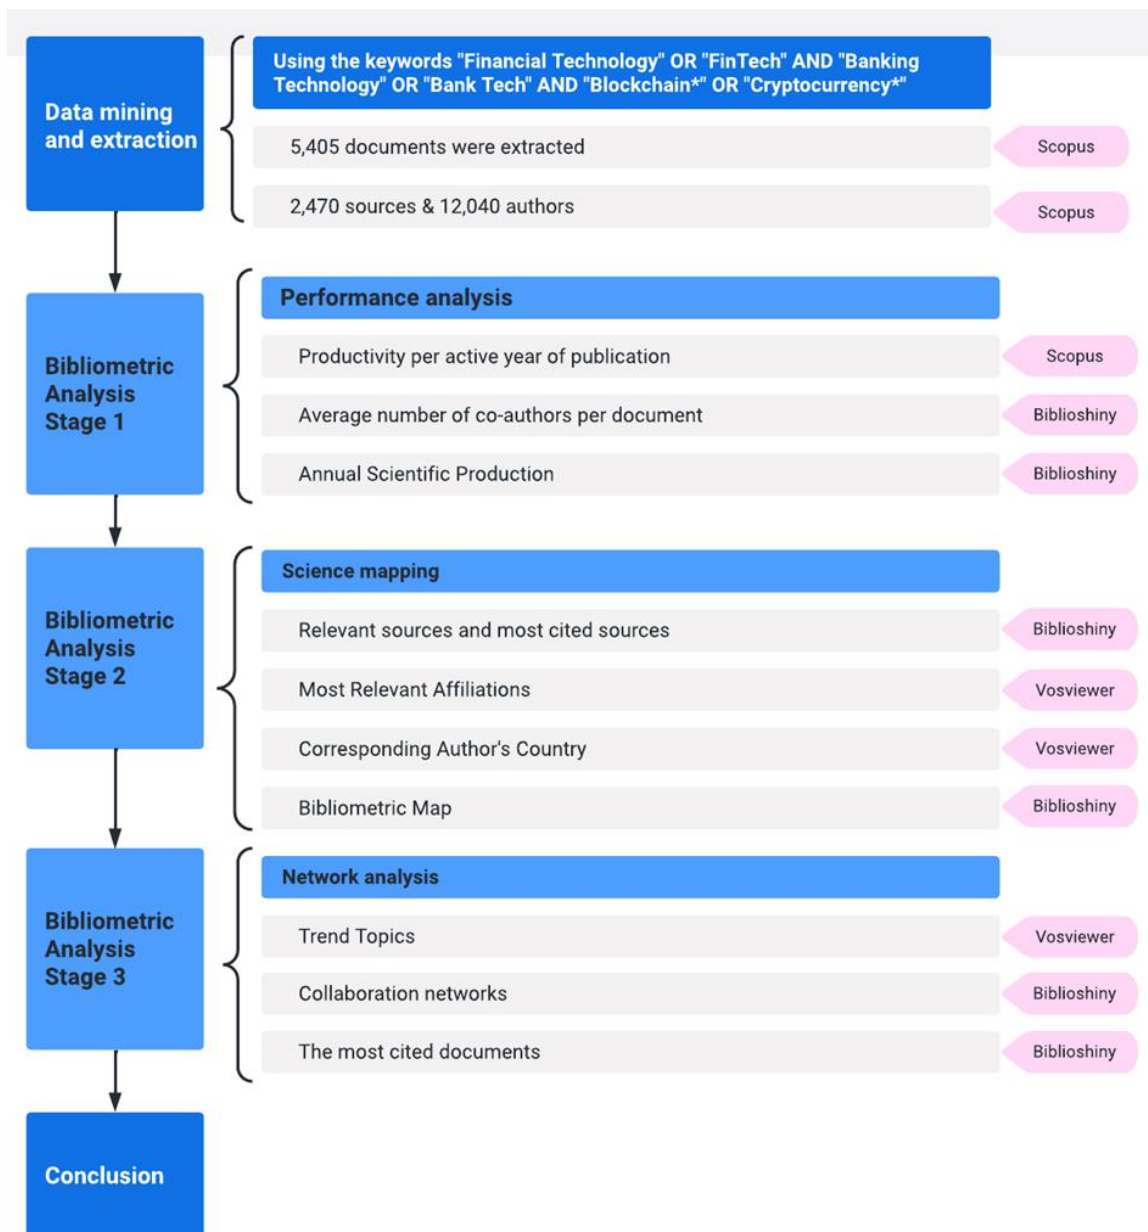 Data mining
and extraction
Using the keywords "Financial Technology" OR "FinTech" AND "Banking
Technology" OR "Bank Tech" AND "Blockchain*" OR "Cryptocurrency*"
5,405 documents were extracted
Scopus
2,470 sources & 12,040 authors
Scopus
Bibliometric
Analysis
Stage 1
Performance analysis
Productivity per active year of publication
Scopus
Average number of co-authors per document
Biblioshiny
Annual Scientific Production
Biblioshiny
Bibliometric
Analysis
Stage 2
Science mapping
Relevant sources and most cited sources
Biblioshiny
Most Relevant Affiliations
Vosviewer
Corresponding Author's Country
Vosviewer
Bibliometric Map
Biblioshiny
Bibliometric
Analysis
Stage 3
Network analysis
Trend Topics
Vosviewer
Collaboration networks
Biblioshiny
The most cited documents
Biblioshiny
Conclusion